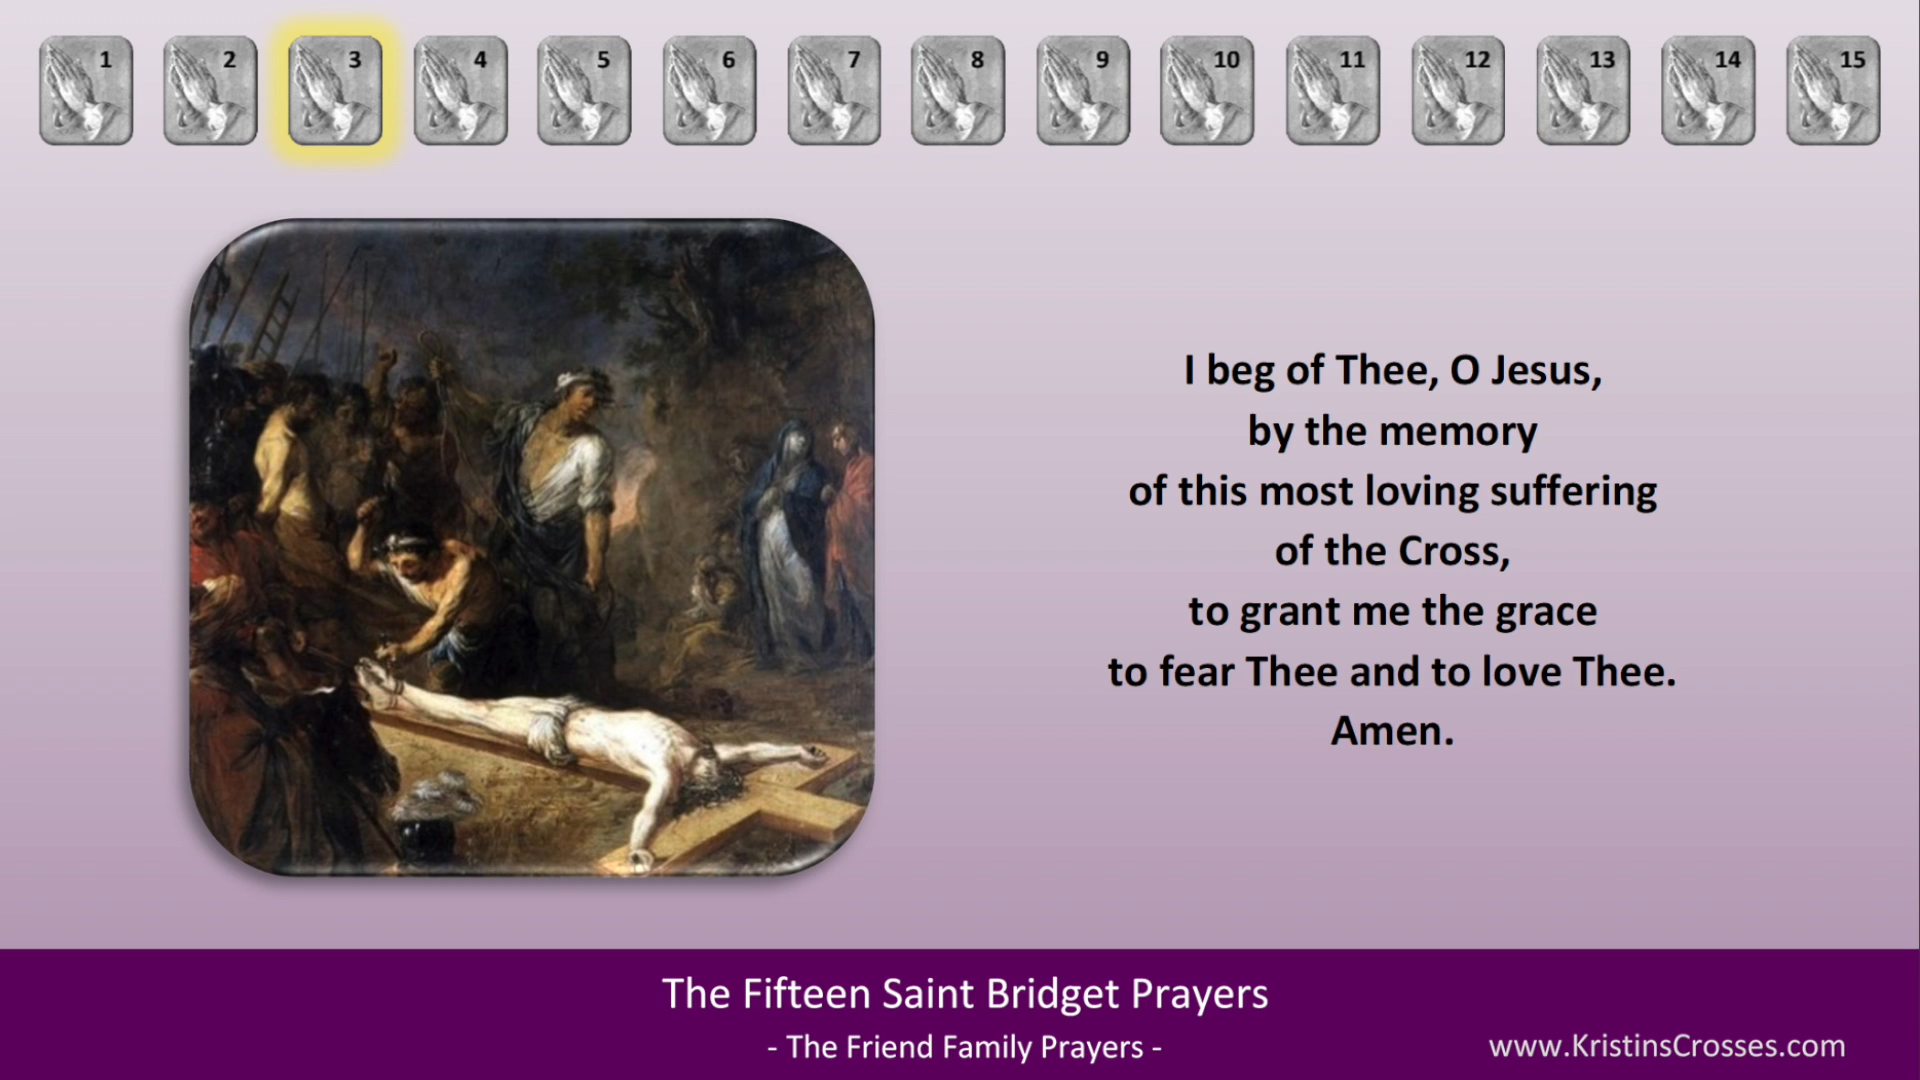 1 2 3 4 5 6 7 8 9 10 11 12 13 14 15
I beg of Thee, O Jesus,
by the memory
of this most loving suffering
of the Cross,
to grant me the grace
to fear Thee and to love Thee.
Amen.
The Fifteen Saint Bridget Prayers
- The Friend Family Prayers -
www.KristinsCrosses.com